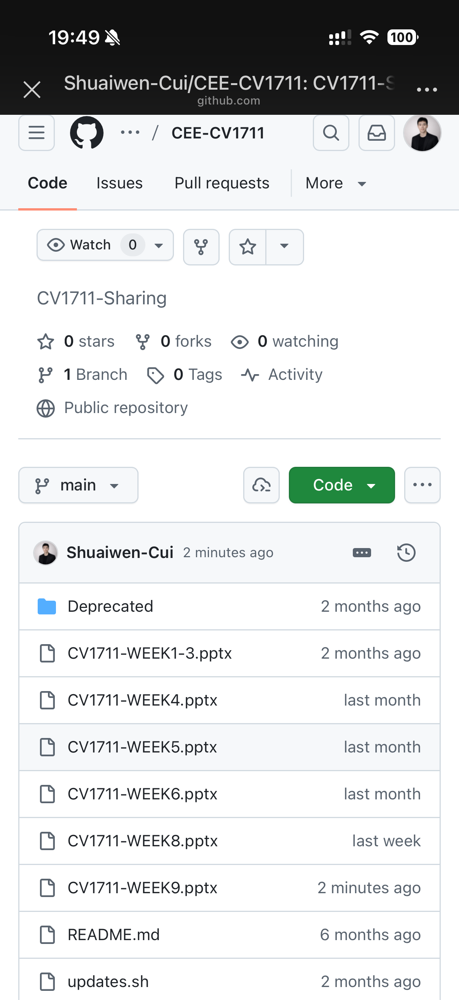 19:49 100
Shuaiwen-Cui/CEE-CV1711: CV1711-S
github.com
/ CEE-CV1711
Code Issues Pull requests More
Watch 0
CV1711-Sharing
0 stars 0 forks 0 watching
1 Branch 0 Tags Activity
Public repository
main Code
Shuaiwen-Cui 2 minutes ago
Deprecated 2 months ago
CV1711-WEEK1-3.pptx 2 months ago
CV1711-WEEK4.pptx last month
CV1711-WEEK5.pptx last month
CV1711-WEEK6.pptx last month
CV1711-WEEK8.pptx last week
CV1711-WEEK9.pptx 2 minutes ago
README.md 6 months ago
updates.sh 2 months ago